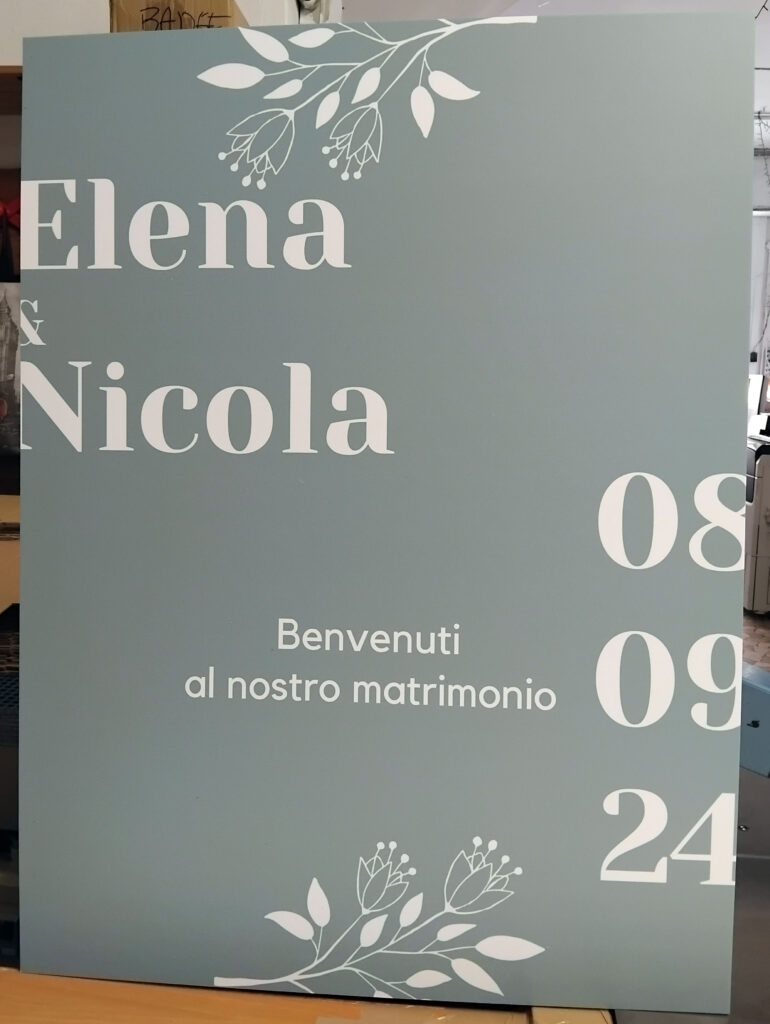 Elena
&
Nicola
08
09
24
Benvenuti
al nostro matrimonio